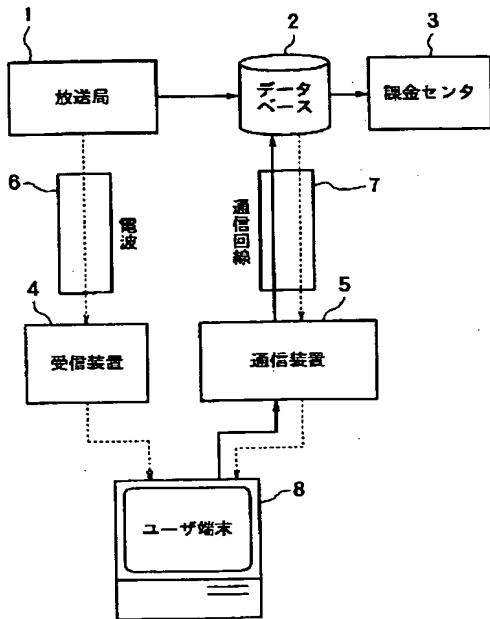 1
放送局
2
データ
ベース
3
課金センタ
6
電波
7
通信回線
4
受信装置
5
通信装置
8
ユーザ端末